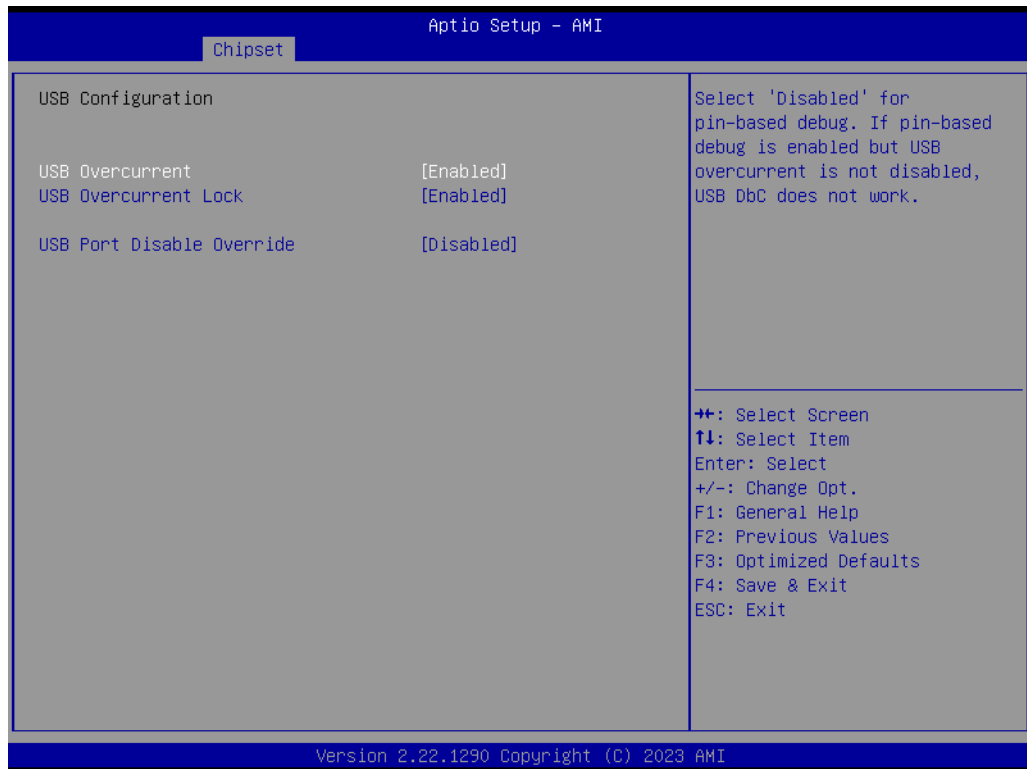 Aptio Setup – AMI
Chipset
USB Configuration
USB Overcurrent [Enabled]
USB Overcurrent Lock [Enabled]
USB Port Disable Override [Disabled]
Select 'Disabled' for
pin-based debug. If pin-based
debug is enabled but USB
overcurrent is not disabled,
USB DbC does not work.
→←: Select Screen
↑↓: Select Item
Enter: Select
+/-: Change Opt.
F1: General Help
F2: Previous Values
F3: Optimized Defaults
F4: Save & Exit
ESC: Exit
Version 2.22.1290 Copyright (C) 2023 AMI